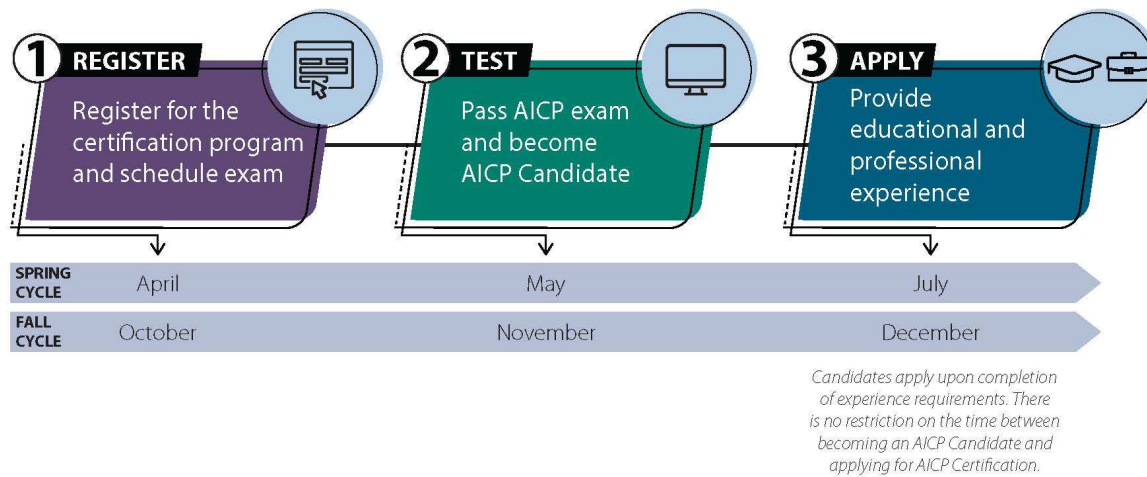 1 REGISTER
Register for the
certification program
and schedule exam
2 TEST
Pass AICP exam
and become
AICP Candidate
3 APPLY
Provide
educational and
professional
experience
SPRING
CYCLE
April
May
July
FALL
CYCLE
October
November
December
Candidates apply upon completion
of experience requirements. There
is no restriction on the time between
becoming an AICP Candidate and
applying for AICP Certification.